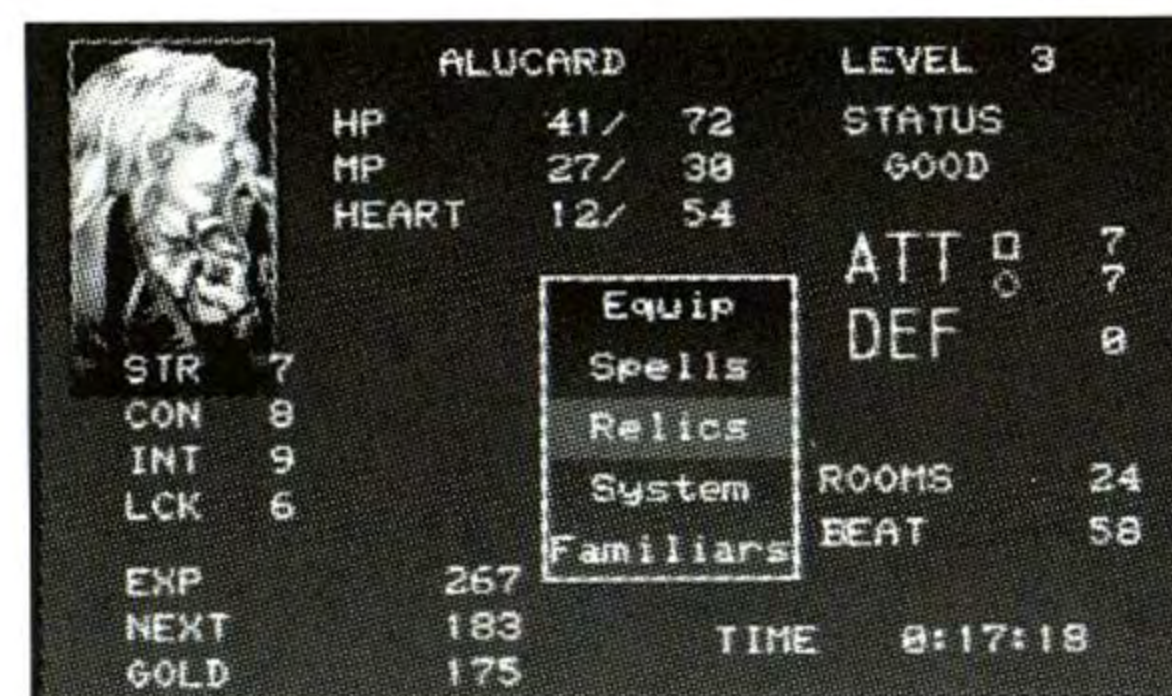 ALUCARD LEVEL 3
HP 41/ 72 STATUS
MP 27/ 30 GOOD
HEART 12/ 54
ATT □ 7
○ 7
DEF 0
Equip
Spells
Relics
System
Familiars
STR 7
CON 8
INT 9
LCK 6
ROOMS 24
BEAT 58
EXP 267
NEXT 183
GOLD 175
TIME 0:17:18